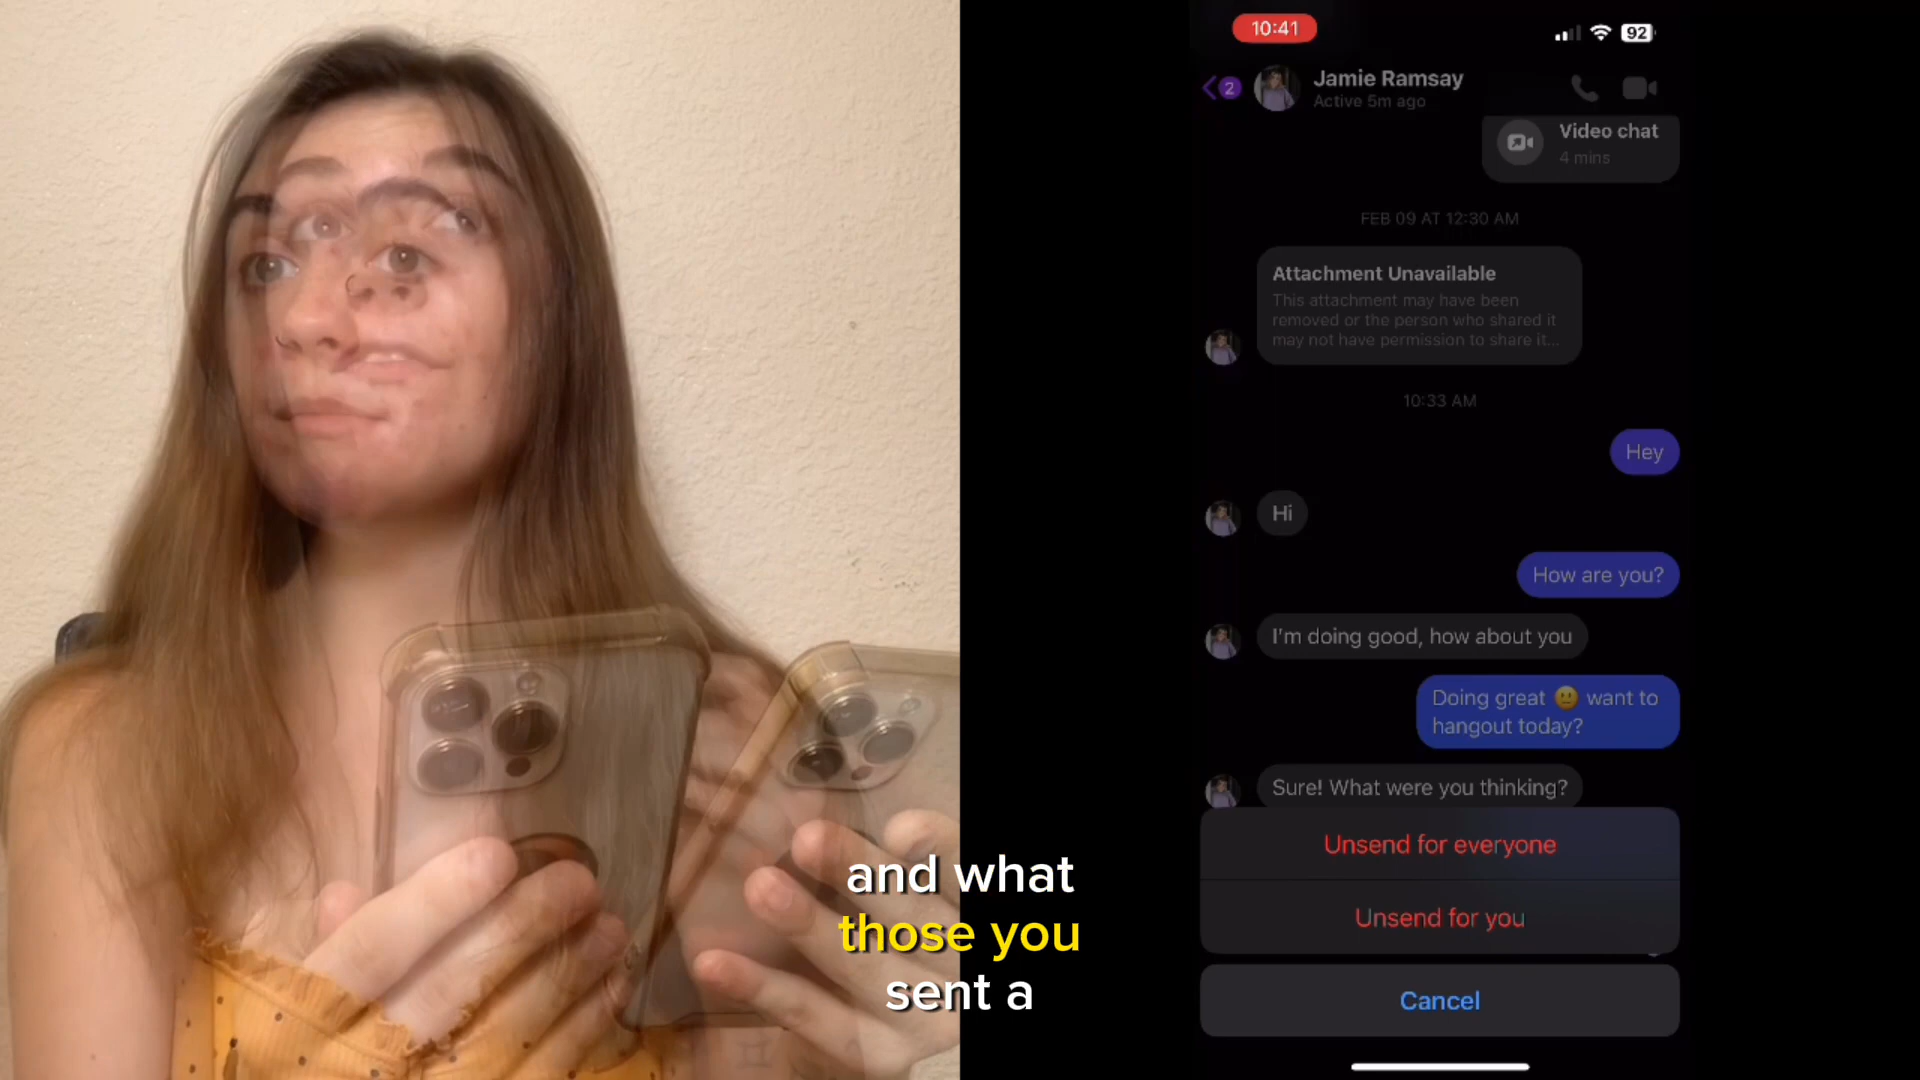 10:41
92
2
Jamie Ramsay
Active 5m ago
Video chat
4 mins
FEB 09 AT 12:30 AM
Attachment Unavailable
This attachment may have been
removed or the person who shared it
may not have permission to share it...
10:33 AM
Hey
Hi
How are you?
I'm doing good, how about you
Doing great 😐 want to
hangout today?
Sure! What were you thinking?
Unsend for everyone
Unsend for you
Cancel
and what
those you
sent a